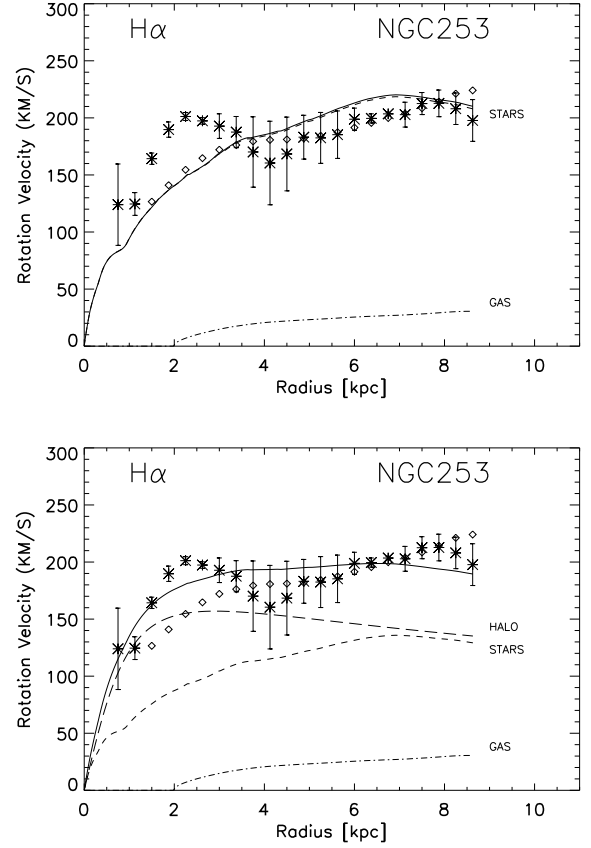 Hα NGC253
300
250
200
150
100
50
0
STARS
GAS
0 2 4 6 8 10
Radius [kpc]
Rotation Velocity (KM/S)
Hα NGC253
300
250
200
150
100
50
0
HALO
STARS
GAS
0 2 4 6 8 10
Radius [kpc]
Rotation Velocity (KM/S)